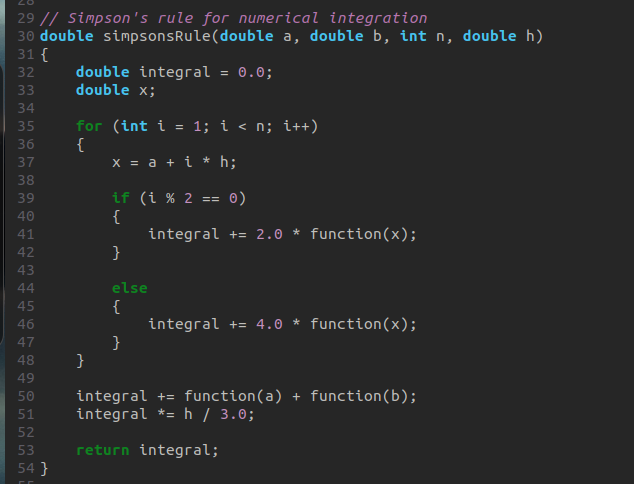 29 // Simpson's rule for numerical integration
30 double simpsonsRule(double a, double b, int n, double h)
31 {
32     double integral = 0.0;
33     double x;
34
35     for (int i = 1; i < n; i++)
36     {
37         x = a + i * h;
38
39         if (i % 2 == 0)
40         {
41             integral += 2.0 * function(x);
42         }
43
44         else
45         {
46             integral += 4.0 * function(x);
47         }
48     }
49
50     integral += function(a) + function(b);
51     integral *= h / 3.0;
52
53     return integral;
54 }